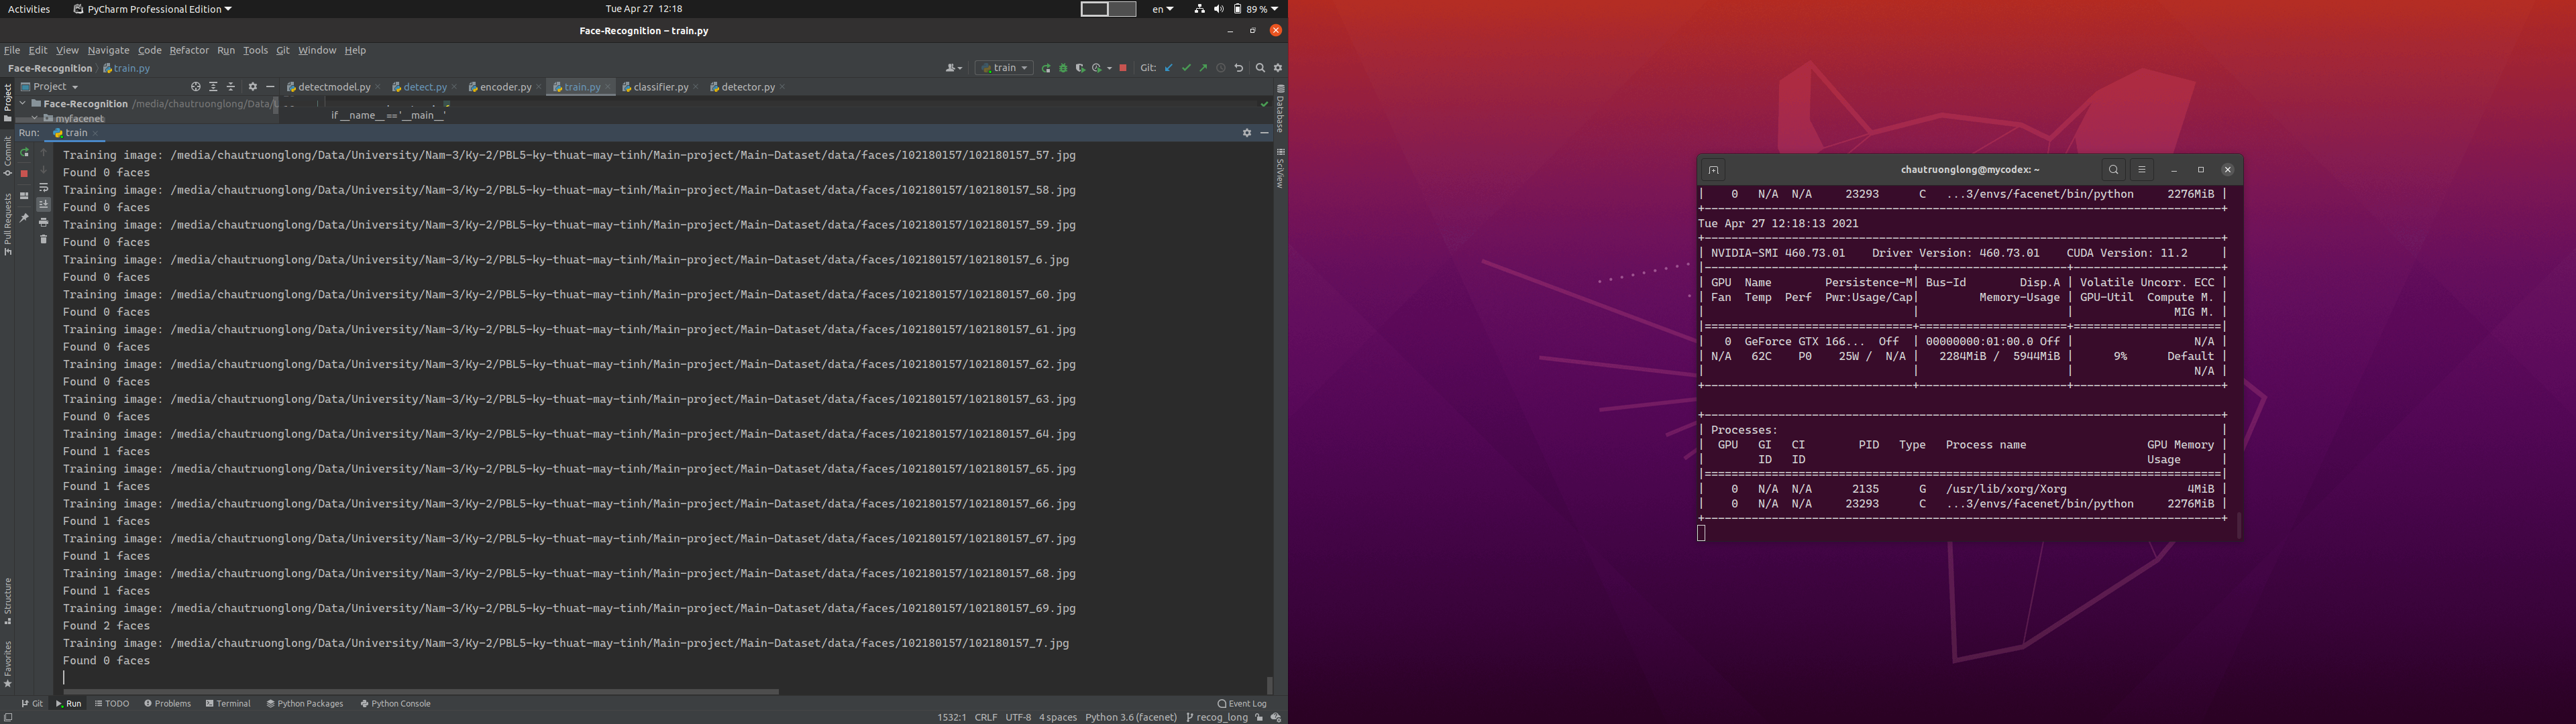 Activities PyCharm Professional Edition Tue Apr 27 12:18 en 89 %
Face-Recognition – train.py
File Edit View Navigate Code Refactor Run Tools Git Window Help
Face-Recognition train.py train Git:
Project detectmodel.py detect.py encoder.py train.py classifier.py detector.py
Face-Recognition /media/chautruonglong/Data/
myfacenet if __name__ == '__main__'
Run: train
Training image: /media/chautruonglong/Data/University/Nam-3/Ky-2/PBL5-ky-thuat-may-tinh/Main-project/Main-Dataset/data/faces/102180157/102180157_57.jpg
Found 0 faces
Training image: /media/chautruonglong/Data/University/Nam-3/Ky-2/PBL5-ky-thuat-may-tinh/Main-project/Main-Dataset/data/faces/102180157/102180157_58.jpg
Found 0 faces
Training image: /media/chautruonglong/Data/University/Nam-3/Ky-2/PBL5-ky-thuat-may-tinh/Main-project/Main-Dataset/data/faces/102180157/102180157_59.jpg
Found 0 faces
Training image: /media/chautruonglong/Data/University/Nam-3/Ky-2/PBL5-ky-thuat-may-tinh/Main-project/Main-Dataset/data/faces/102180157/102180157_6.jpg
Found 0 faces
Training image: /media/chautruonglong/Data/University/Nam-3/Ky-2/PBL5-ky-thuat-may-tinh/Main-project/Main-Dataset/data/faces/102180157/102180157_60.jpg
Found 0 faces
Training image: /media/chautruonglong/Data/University/Nam-3/Ky-2/PBL5-ky-thuat-may-tinh/Main-project/Main-Dataset/data/faces/102180157/102180157_61.jpg
Found 0 faces
Training image: /media/chautruonglong/Data/University/Nam-3/Ky-2/PBL5-ky-thuat-may-tinh/Main-project/Main-Dataset/data/faces/102180157/102180157_62.jpg
Found 0 faces
Training image: /media/chautruonglong/Data/University/Nam-3/Ky-2/PBL5-ky-thuat-may-tinh/Main-project/Main-Dataset/data/faces/102180157/102180157_63.jpg
Found 0 faces
Training image: /media/chautruonglong/Data/University/Nam-3/Ky-2/PBL5-ky-thuat-may-tinh/Main-project/Main-Dataset/data/faces/102180157/102180157_64.jpg
Found 1 faces
Training image: /media/chautruonglong/Data/University/Nam-3/Ky-2/PBL5-ky-thuat-may-tinh/Main-project/Main-Dataset/data/faces/102180157/102180157_65.jpg
Found 1 faces
Training image: /media/chautruonglong/Data/University/Nam-3/Ky-2/PBL5-ky-thuat-may-tinh/Main-project/Main-Dataset/data/faces/102180157/102180157_66.jpg
Found 1 faces
Training image: /media/chautruonglong/Data/University/Nam-3/Ky-2/PBL5-ky-thuat-may-tinh/Main-project/Main-Dataset/data/faces/102180157/102180157_67.jpg
Found 1 faces
Training image: /media/chautruonglong/Data/University/Nam-3/Ky-2/PBL5-ky-thuat-may-tinh/Main-project/Main-Dataset/data/faces/102180157/102180157_68.jpg
Found 1 faces
Training image: /media/chautruonglong/Data/University/Nam-3/Ky-2/PBL5-ky-thuat-may-tinh/Main-project/Main-Dataset/data/faces/102180157/102180157_69.jpg
Found 2 faces
Training image: /media/chautruonglong/Data/University/Nam-3/Ky-2/PBL5-ky-thuat-may-tinh/Main-project/Main-Dataset/data/faces/102180157/102180157_7.jpg
Found 0 faces
Project
Commit
Pull Requests
Structure
Favorites
Database
SciView
Git Run TODO Problems Terminal Python Packages Python Console Event Log
1532:1 CRLF UTF-8 4 spaces Python 3.6 (facenet) recog_long
chautruonglong@mycodex: ~
| 0 N/A N/A 23293 C ...3/envs/facenet/bin/python 2276MiB |
Tue Apr 27 12:18:13 2021
| NVIDIA-SMI 460.73.01 Driver Version: 460.73.01 CUDA Version: 11.2 |
| GPU Name Persistence-M| Bus-Id Disp.A | Volatile Uncorr. ECC |
| Fan Temp Perf Pwr:Usage/Cap| Memory-Usage | GPU-Util Compute M. |
| | | MIG M. |
| 0 GeForce GTX 166... Off | 00000000:01:00.0 Off | N/A |
| N/A 62C P0 25W / N/A | 2284MiB / 5944MiB | 9% Default |
| | | N/A |
| Processes: |
| GPU GI CI PID Type Process name GPU Memory |
| ID ID Usage |
| 0 N/A N/A 2135 G /usr/lib/xorg/Xorg 4MiB |
| 0 N/A N/A 23293 C ...3/envs/facenet/bin/python 2276MiB |